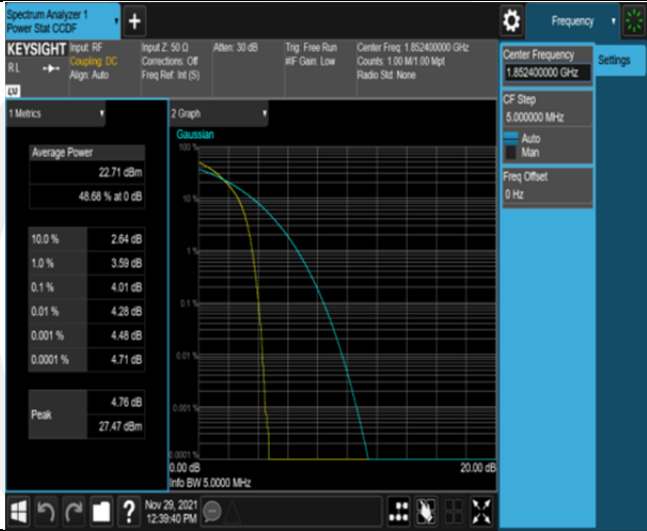 Spectrum Analyzer 1
Power Stat CCDF
+
Frequency
KEYSIGHT
RL
Input: RF
Coupling: DC
Align: Auto
Input Z: 50 Ω
Corrections: Off
Freq Ref: Int (S)
Atten: 30 dB
Trig: Free Run
#IF Gain: Low
Center Freq: 1.852400000 GHz
Counts: 1.00 M/1.00 Mpt
Radio Std: None
LV
Center Frequency
1.852400000 GHz
Settings
CF Step
5.000000 MHz
Auto
Man
Freq Offset
0 Hz
1 Metrics
Average Power
22.71 dBm
48.68 % at 0 dB
10.0 % 2.64 dB
1.0 % 3.59 dB
0.1 % 4.01 dB
0.01 % 4.28 dB
0.001 % 4.48 dB
0.0001 % 4.71 dB
Peak 4.76 dB
27.47 dBm
2 Graph
Gaussian
100 %
10 %
1 %
0.1 %
0.01 %
0.001 %
0.0001 %
0.00 dB 20.00 dB
Info BW 5.0000 MHz
?
Nov 29, 2021
12:39:40 PM